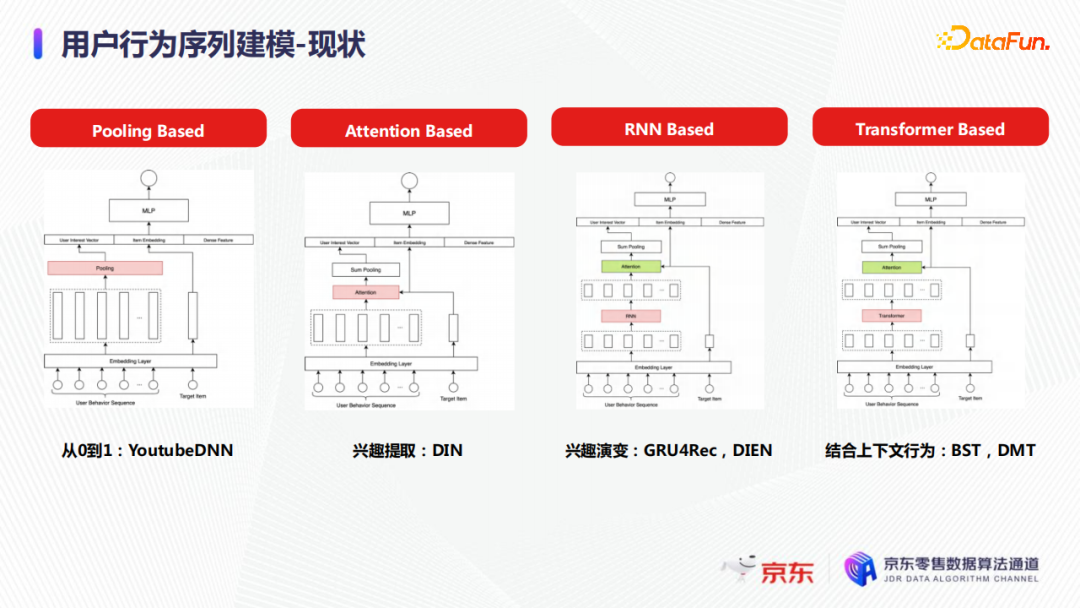 用户行为序列建模-现状
DataFun.
Pooling Based
Attention Based
RNN Based
Transformer Based
MLP
User Interest Vector
Item Embedding
Dense Feature
Pooling
...
Embedding Layer
...
User Behavior Sequence
Target Item
MLP
User Interest Vector
Item Embedding
Dense Feature
Sum Pooling
Attention
...
Embedding Layer
...
User Behavior Sequence
Target Item
MLP
User Interest Vector
Item Embedding
Dense Feature
Sum Pooling
Attention
...
RNN
...
Embedding Layer
...
User Behavior Sequence
Target Item
MLP
User Interest Vector
Item Embedding
Dense Feature
Sum Pooling
Attention
...
Transformer
...
Embedding Layer
...
User Behavior Sequence
Target Item
从0到1：YoutubeDNN
兴趣提取：DIN
兴趣演变：GRU4Rec，DIEN
结合上下文行为：BST，DMT
京东
京东零售数据算法通道
JDR DATA ALGORITHM CHANNEL